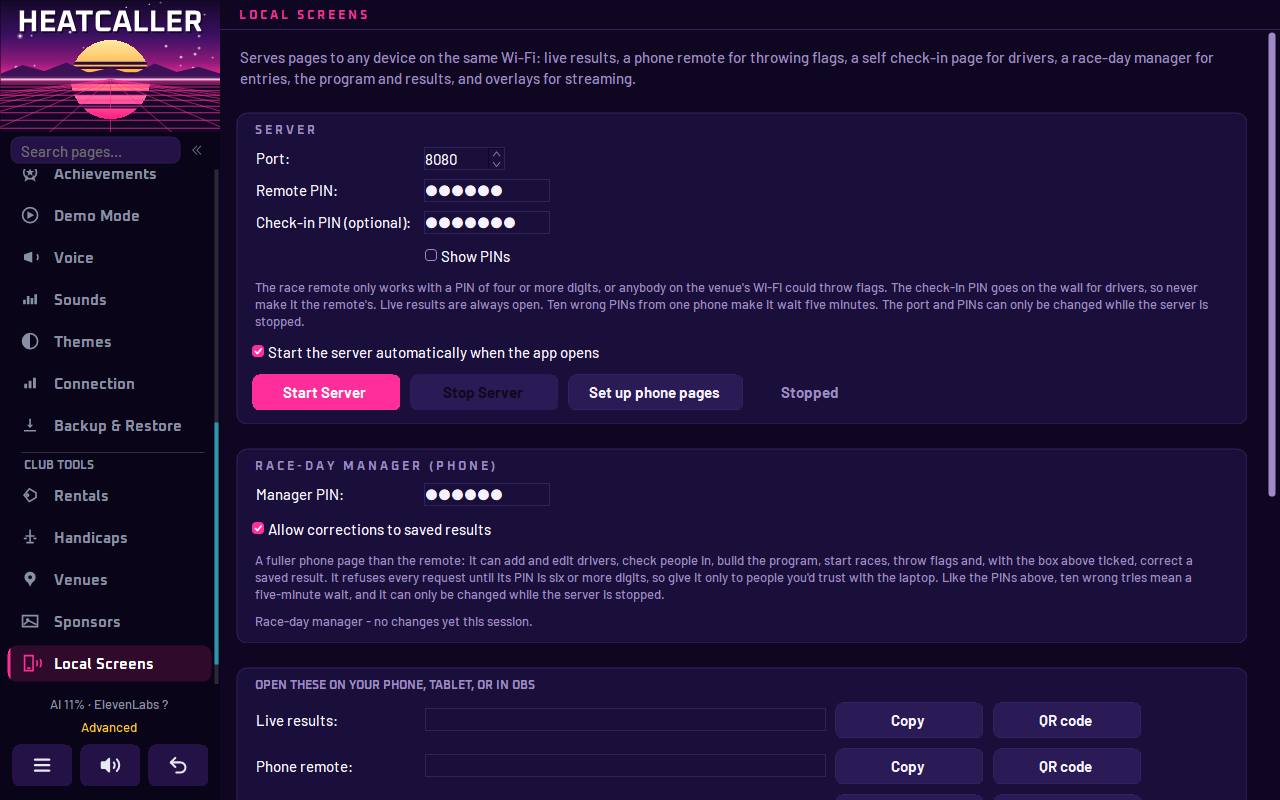 HEATCALLER
Search pages...
«
Achievements
Demo Mode
Voice
Sounds
Themes
Connection
Backup & Restore
CLUB TOOLS
Rentals
Handicaps
Venues
Sponsors
Local Screens
AI 11% · ElevenLabs ?
Advanced
LOCAL SCREENS
Serves pages to any device on the same Wi-Fi: live results, a phone remote for throwing flags, a self check-in page for drivers, a race-day manager for
entries, the program and results, and overlays for streaming.
SERVER
Port: 8080
Remote PIN: ●●●●●●
Check-in PIN (optional): ●●●●●●●
Show PINs
The race remote only works with a PIN of four or more digits, or anybody on the venue's Wi-Fi could throw flags. The check-in PIN goes on the wall for drivers, so never
make it the remote's. Live results are always open. Ten wrong PINs from one phone make it wait five minutes. The port and PINs can only be changed while the server is
stopped.
Start the server automatically when the app opens
Start Server Stop Server Set up phone pages Stopped
RACE-DAY MANAGER (PHONE)
Manager PIN: ●●●●●●
Allow corrections to saved results
A fuller phone page than the remote: it can add and edit drivers, check people in, build the program, start races, throw flags and, with the box above ticked, correct a
saved result. It refuses every request until its PIN is six or more digits, so give it only to people you'd trust with the laptop. Like the PINs above, ten wrong tries mean a
five-minute wait, and it can only be changed while the server is stopped.
Race-day manager - no changes yet this session.
OPEN THESE ON YOUR PHONE, TABLET, OR IN OBS
Live results: Copy QR code
Phone remote: Copy QR code